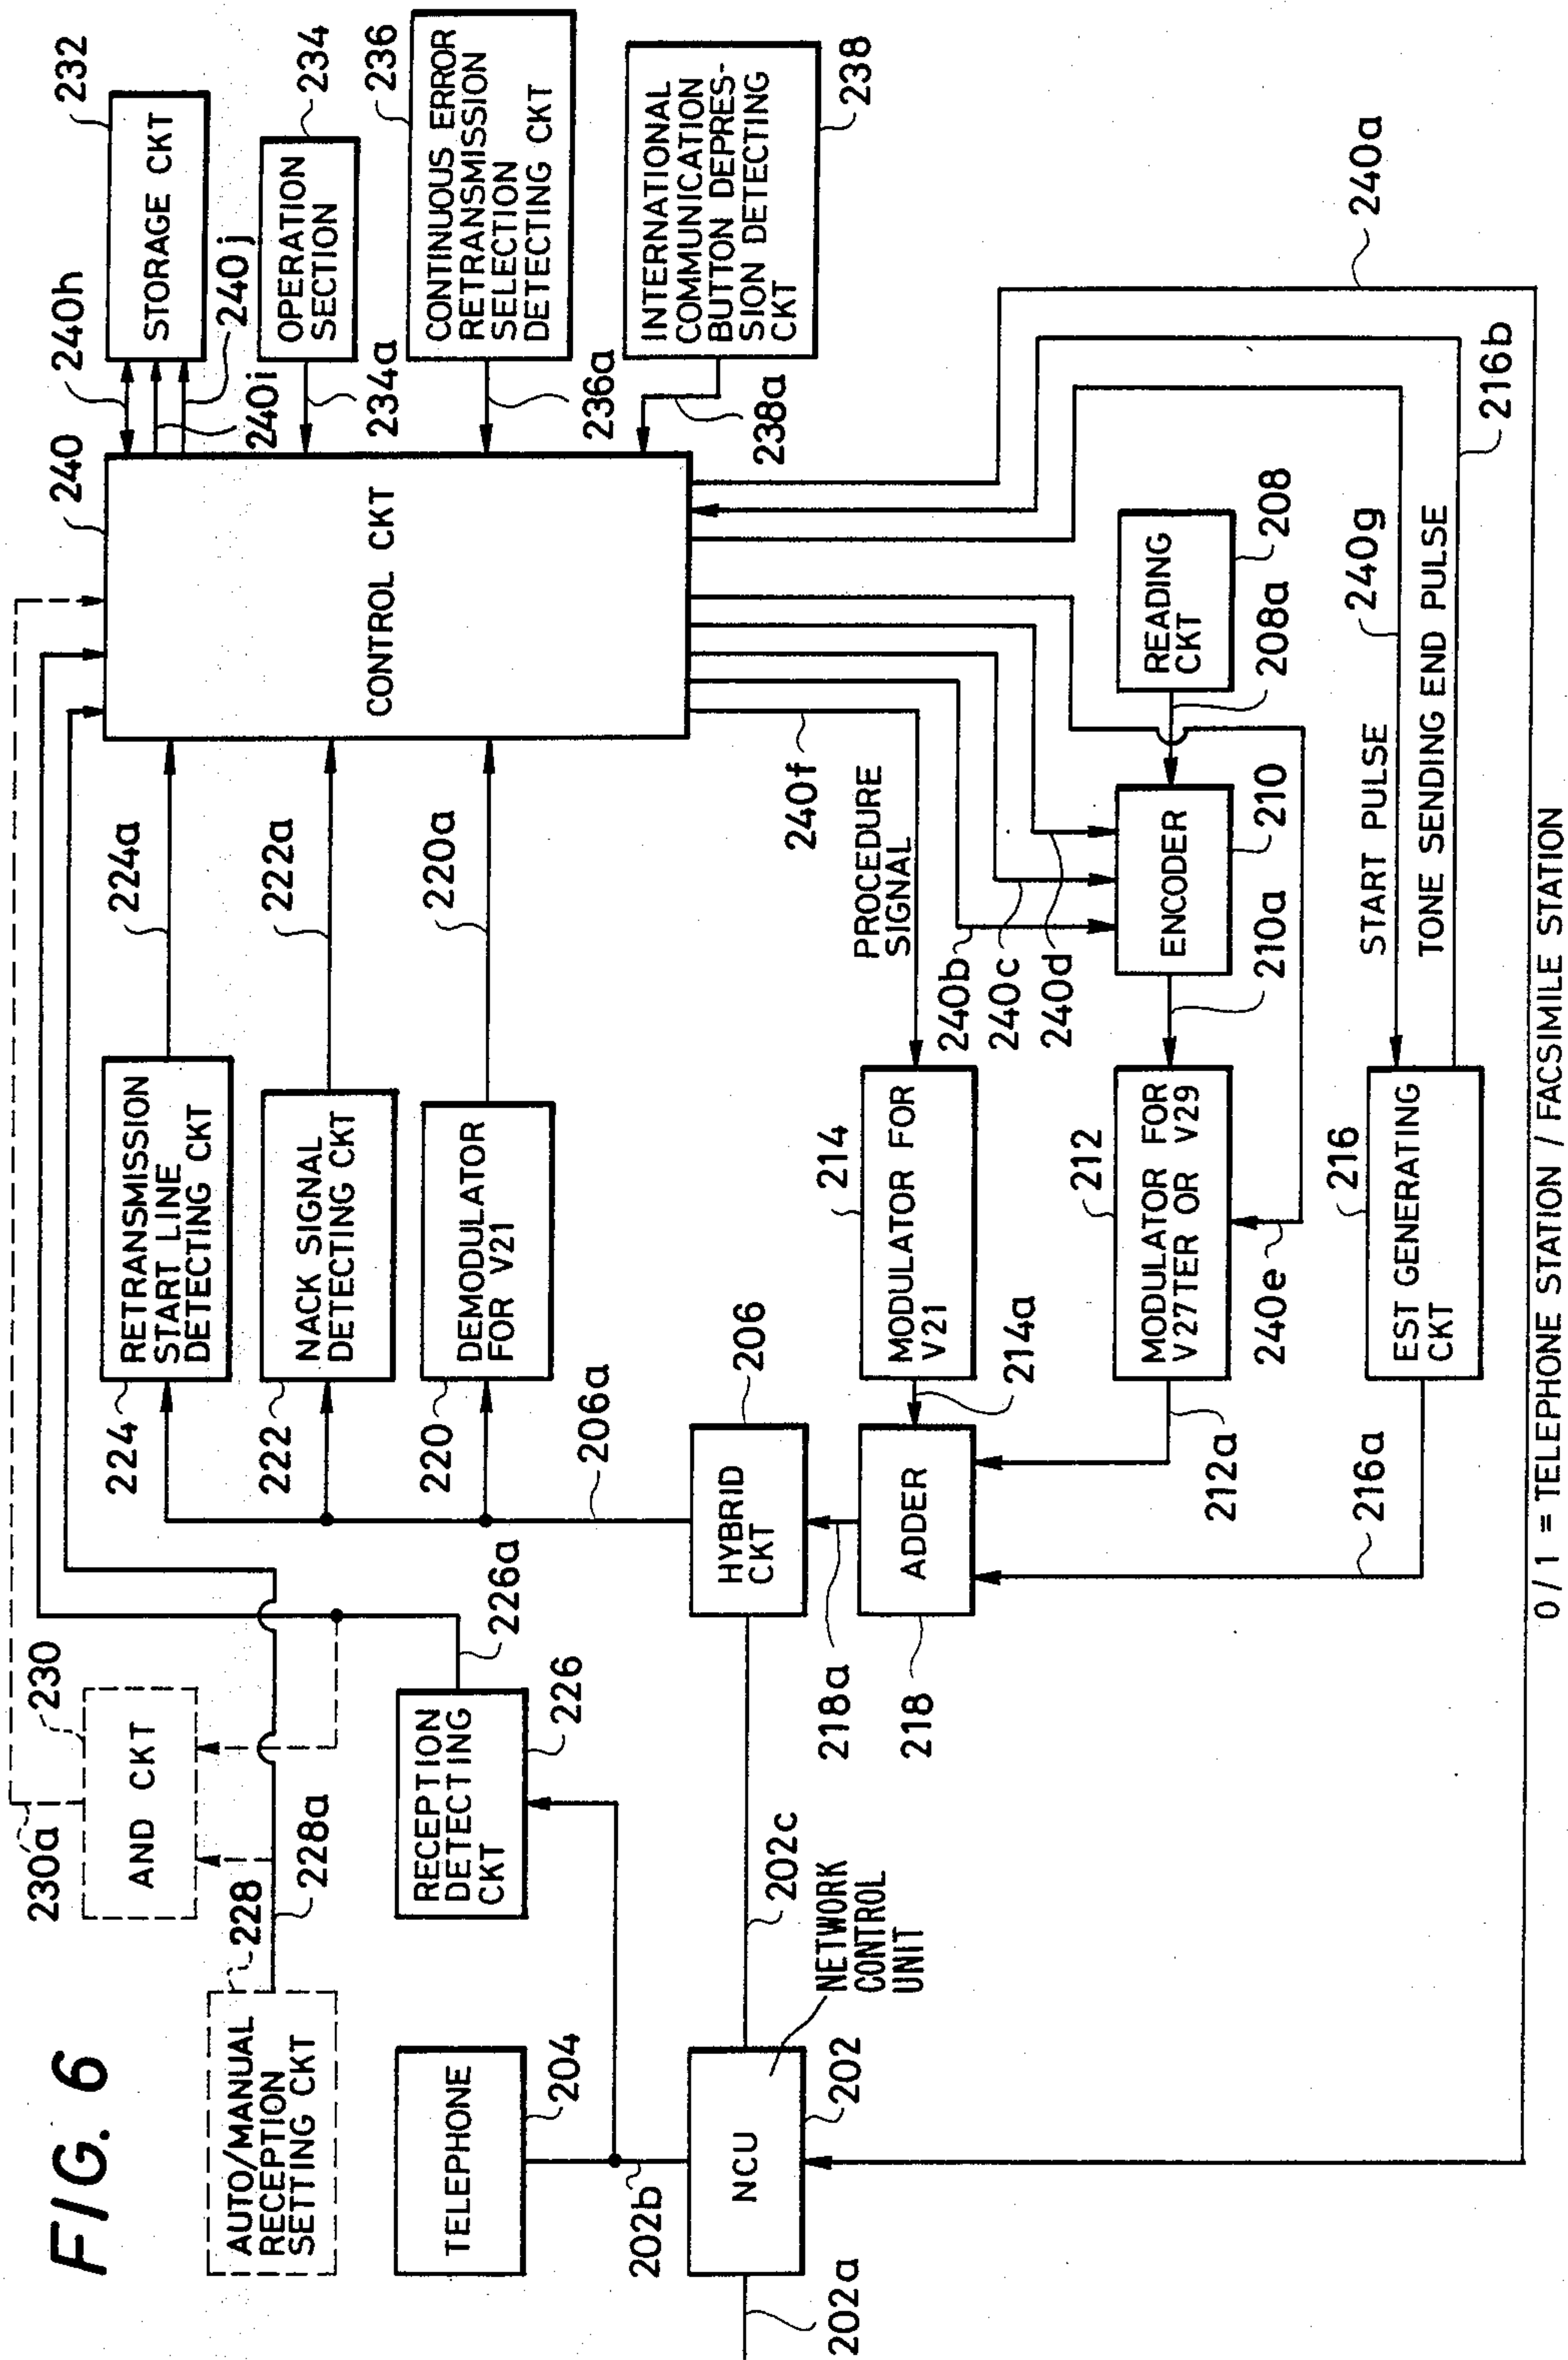 FIG. 6
230a
230
AND CKT
228
228a
AUTO/MANUAL
RECEPTION
SETTING CKT
TELEPHONE
204
202b
RECEPTION
DETECTING
CKT
226
226a
202a
NCU
202
NETWORK
CONTROL
UNIT
202c
HYBRID
CKT
206
206a
218a
ADDER
218
224
RETRANSMISSION
START LINE
DETECTING CKT
224a
222
NACK SIGNAL
DETECTING CKT
222a
220
DEMODULATOR
FOR V21
220a
214
MODULATOR FOR
V21
214a
212
MODULATOR FOR
V27TER OR V29
212a
240e
216
EST GENERATING
CKT
216a
240
CONTROL CKT
240f
PROCEDURE
SIGNAL
240b
240c
240d
ENCODER
210
210a
READING
CKT
208
208a
START PULSE
240g
TONE SENDING END PULSE
216b
240a
0/1 = TELEPHONE STATION / FACSIMILE STATION
240h
240i
240j
STORAGE CKT
232
OPERATION
SECTION
234
234a
CONTINUOUS ERROR
RETRANSMISSION
SELECTION
DETECTING CKT
236
236a
INTERNATIONAL
COMMUNICATION
BUTTON DEPRES-
SION DETECTING
CKT
238
238a